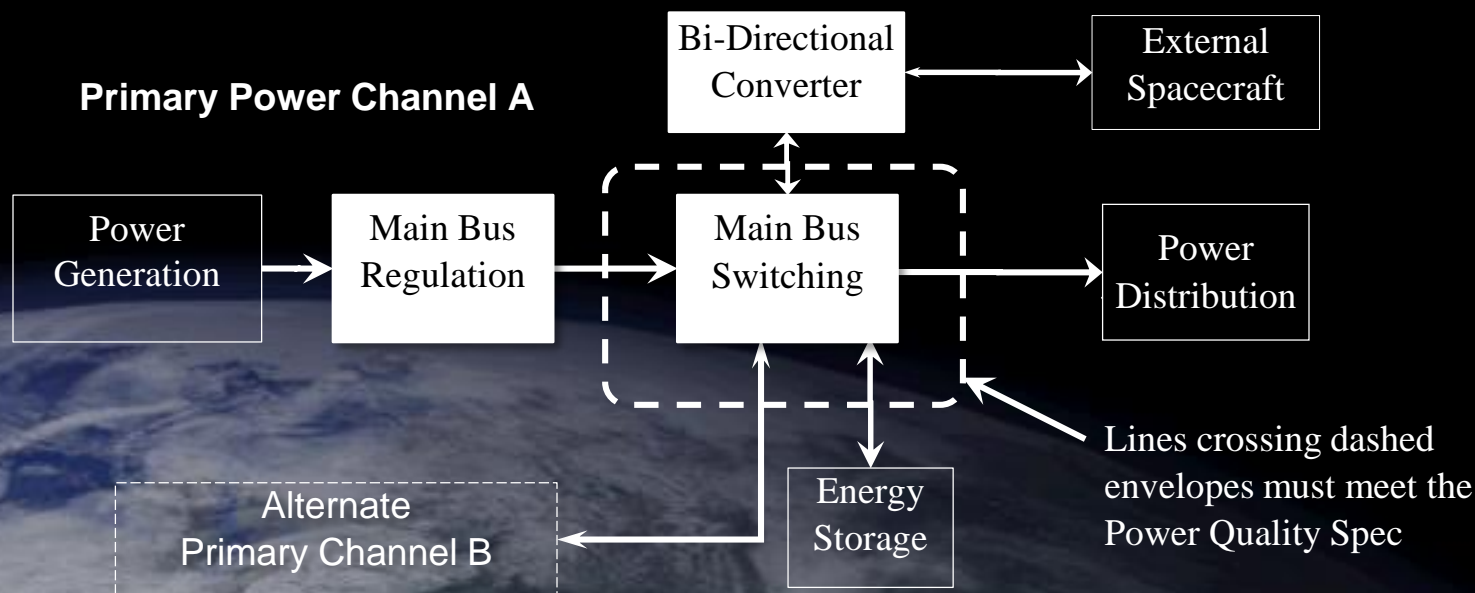 Primary Power Channel A
Bi-Directional
Converter
External
Spacecraft
Power
Generation
Main Bus
Regulation
Main Bus
Switching
Power
Distribution
Alternate
Primary Channel B
Energy
Storage
Lines crossing dashed
envelopes must meet the
Power Quality Spec